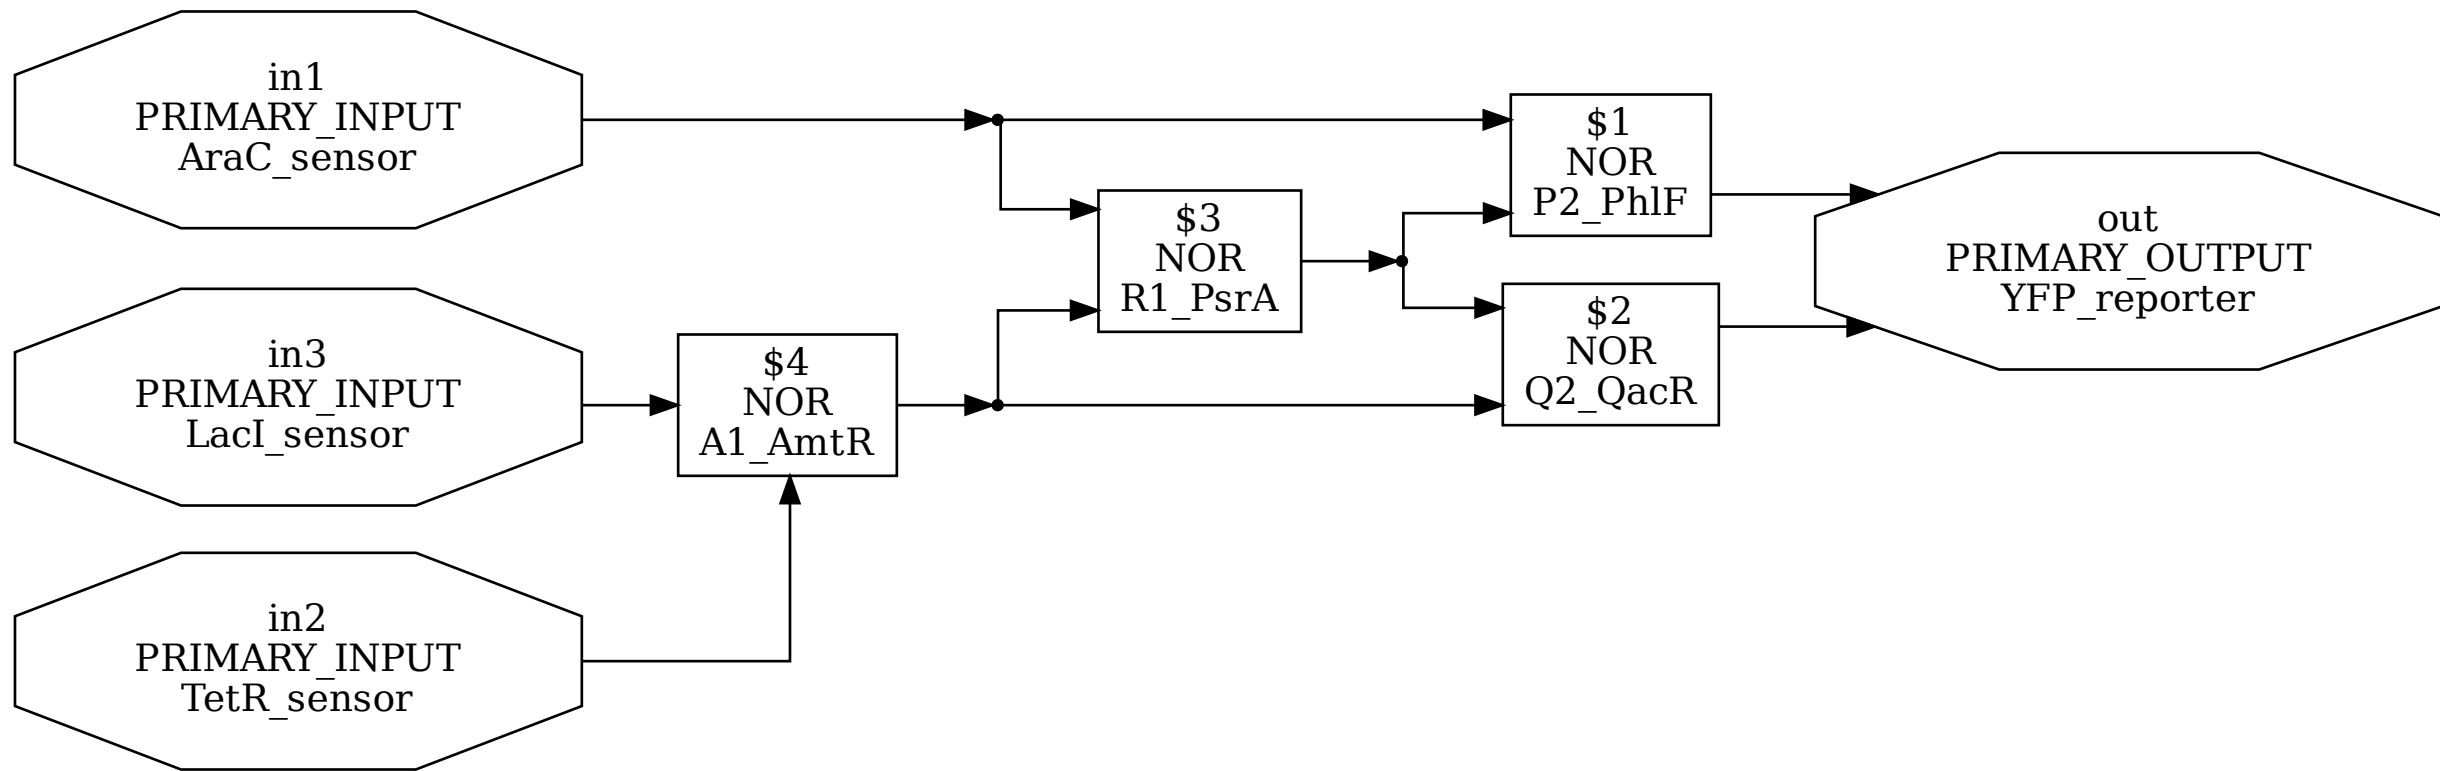 in1
PRIMARY_INPUT
AraC_sensor
$1
NOR
P2_PhlF
$3
NOR
R1_PsrA
out
PRIMARY_OUTPUT
YFP_reporter
in3
PRIMARY_INPUT
LacI_sensor
$4
NOR
A1_AmtR
$2
NOR
Q2_QacR
in2
PRIMARY_INPUT
TetR_sensor